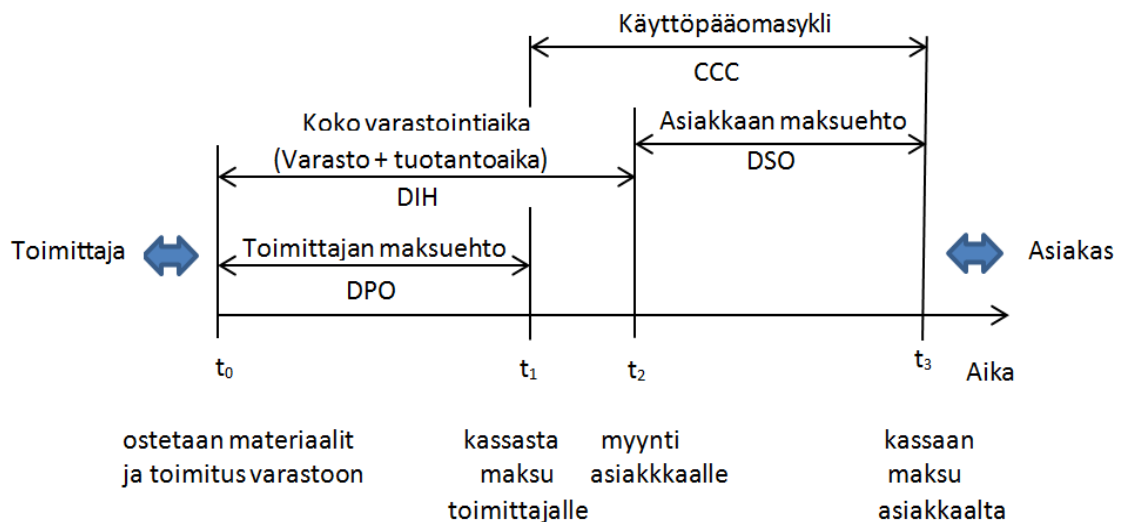 Käyttöpääomasykli
CCC
Koko varastointiaika
(Varasto + tuotantoaika)
DIH
Asiakkaan maksuehto
DSO
Toimittaja
Toimittajan maksuehto
DPO
Asiakas
t₀
t₁
t₂
t₃
Aika
ostetaan materiaalit
ja toimitus varastoon
kassasta
maksu
toimittajalle
myynti
asiakkkaalle
kassaan
maksu
asiakkaalta